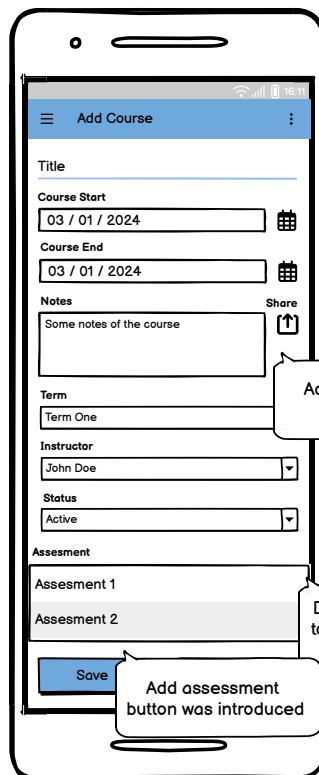 16:11
Add Course
Title
Course Start
03 / 01 / 2024
Course End
03 / 01 / 2024
Notes
Share
Some notes of the course
Term
Term One
Instructor
John Doe
Status
Active
Assesment
Assesment 1
Assesment 2
Save
Add assessment
button was introduced